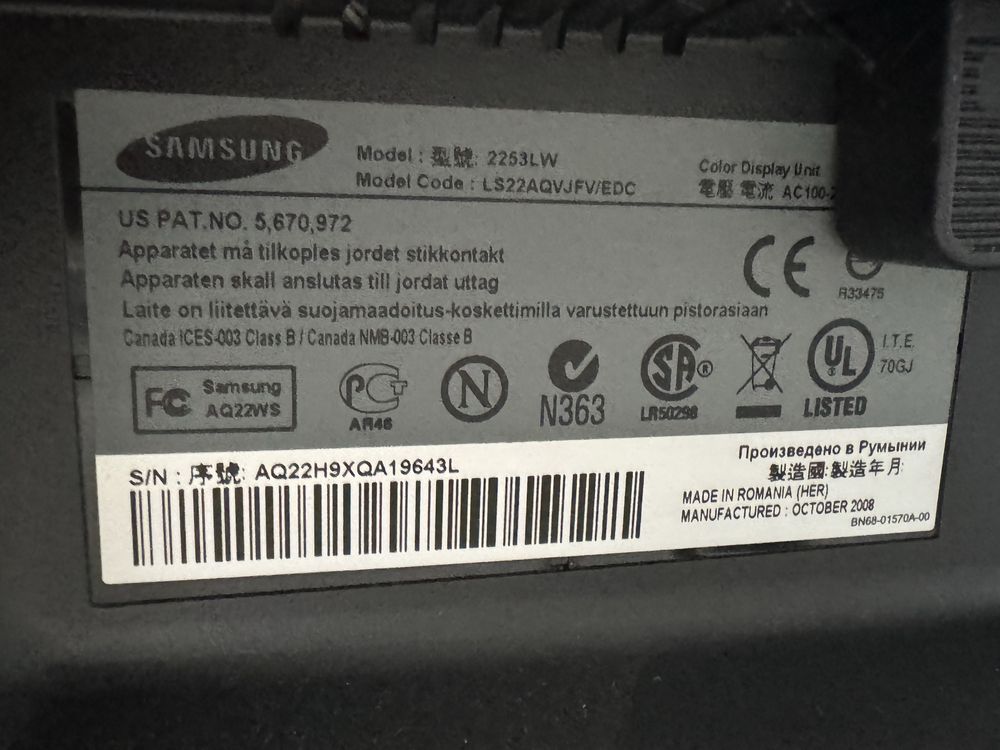 SAMSUNG
Model : 型號: 2253LW
Model Code : LS22AQVJFV/EDC
Color Display Unit
電壓 電流 AC100-2
US PAT.NO. 5,670,972
Apparatet må tilkoples jordet stikkontakt
Apparaten skall anslutas till jordat uttag
Laite on liitettävä suojamaadoitus-koskettimilla varustettuun pistorasiaan
Canada ICES-003 Class B / Canada NMB-003 Classe B
CE
R33475
FC Samsung
AQ22WS
РСТ
АЯ46
N
N363
SA ®
LR50298
UL ®
LISTED
I.T.E.
70GJ
S/N : 序號: AQ22H9XQA19643L
Произведено в Румынии
製造國:製造年月:
MADE IN ROMANIA (HER)
MANUFACTURED : OCTOBER 2008
BN68-01570A-00